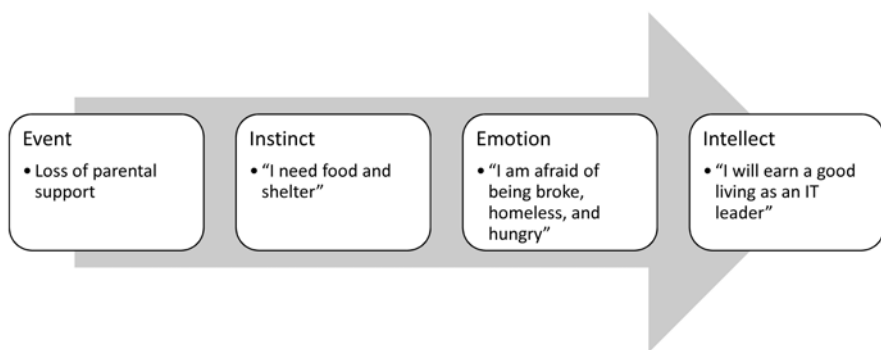 Event
• Loss of parental
support
Instinct
• “I need food and
shelter”
Emotion
• “I am afraid of
being broke,
homeless, and
hungry”
Intellect
• “I will earn a good
living as an IT
leader”